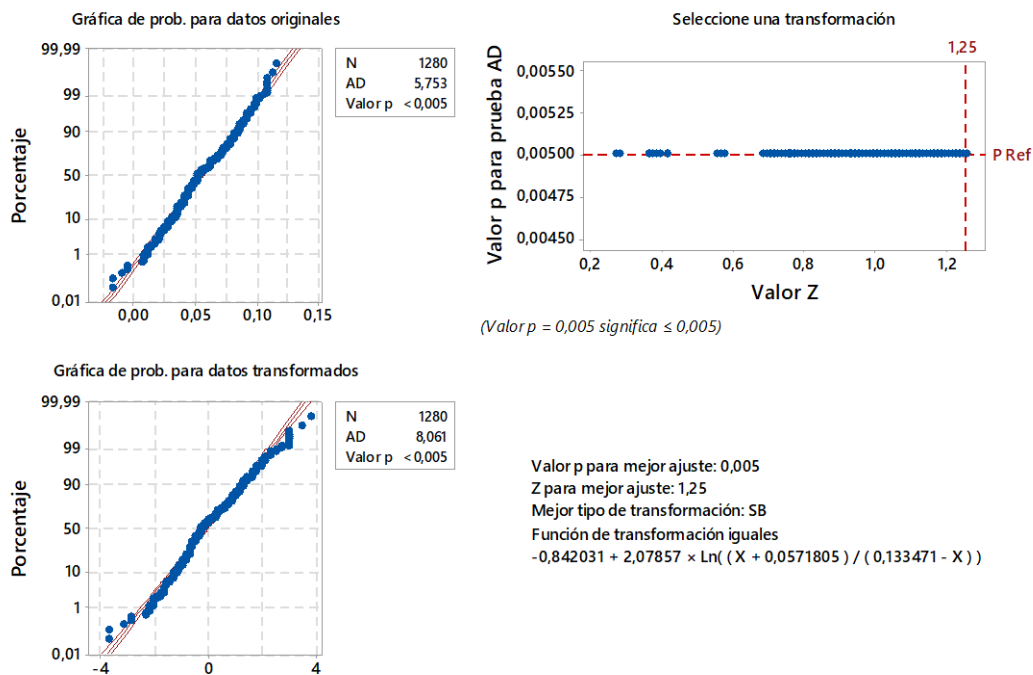 Gráfica de prob. para datos originales
99,99
99
90
50
10
1
0,01
Porcentaje
0,00 0,05 0,10 0,15
N 1280
AD 5,753
Valor p < 0,005
Seleccione una transformación
1,25
0,00550
0,00525
0,00500
0,00475
0,00450
Valor p para prueba AD
P Ref
0,2 0,4 0,6 0,8 1,0 1,2
Valor Z
(Valor p = 0,005 significa ≤ 0,005)
Gráfica de prob. para datos transformados
99,99
99
90
50
10
1
0,01
Porcentaje
-4 0 4
N 1280
AD 8,061
Valor p < 0,005
Valor p para mejor ajuste: 0,005
Z para mejor ajuste: 1,25
Mejor tipo de transformación: SB
Función de transformación iguales
-0,842031 + 2,07857 × Ln( ( X + 0,0571805 ) / ( 0,133471 - X ) )